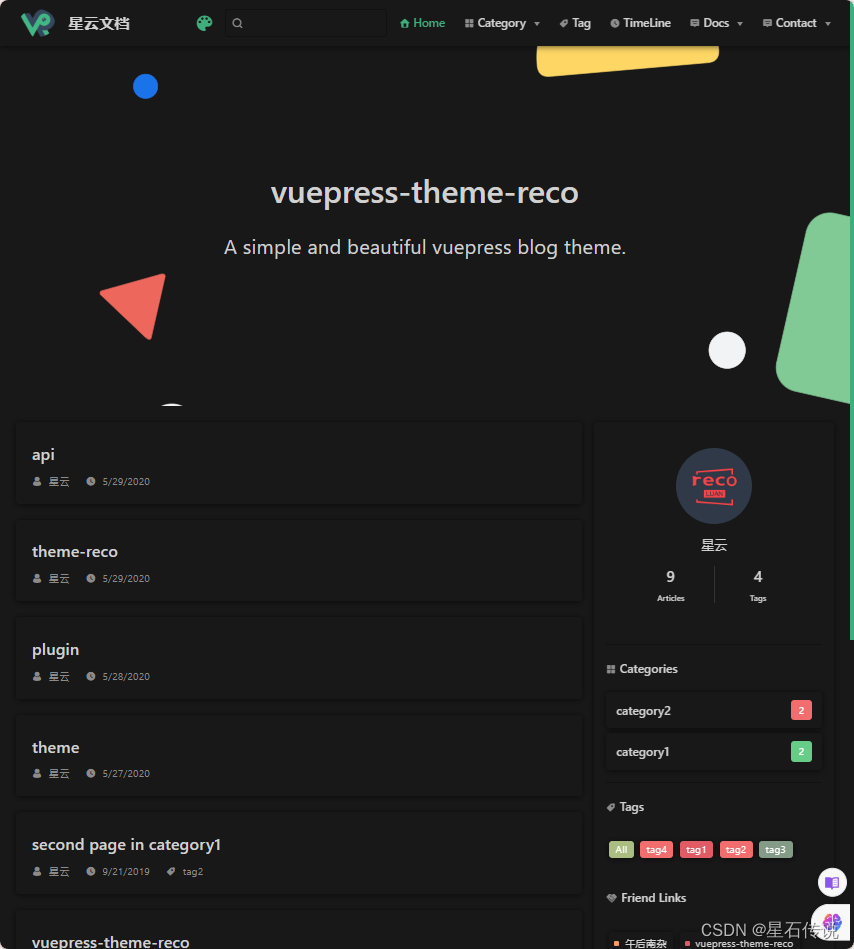 星云文档
Home Category Tag TimeLine Docs Contact
vuepress-theme-reco
A simple and beautiful vuepress blog theme.
api
星云 5/29/2020
theme-reco
星云 5/29/2020
plugin
星云 5/28/2020
theme
星云 5/27/2020
second page in category1
星云 9/21/2019 tag2
vuepress-theme-reco
reco
LUAN
星云
9 4
Articles Tags
Categories
category2 2
category1 2
Tags
All tag4 tag1 tag2 tag3
Friend Links
午后南杂 vuepress-theme-reco
CSDN @星石传说